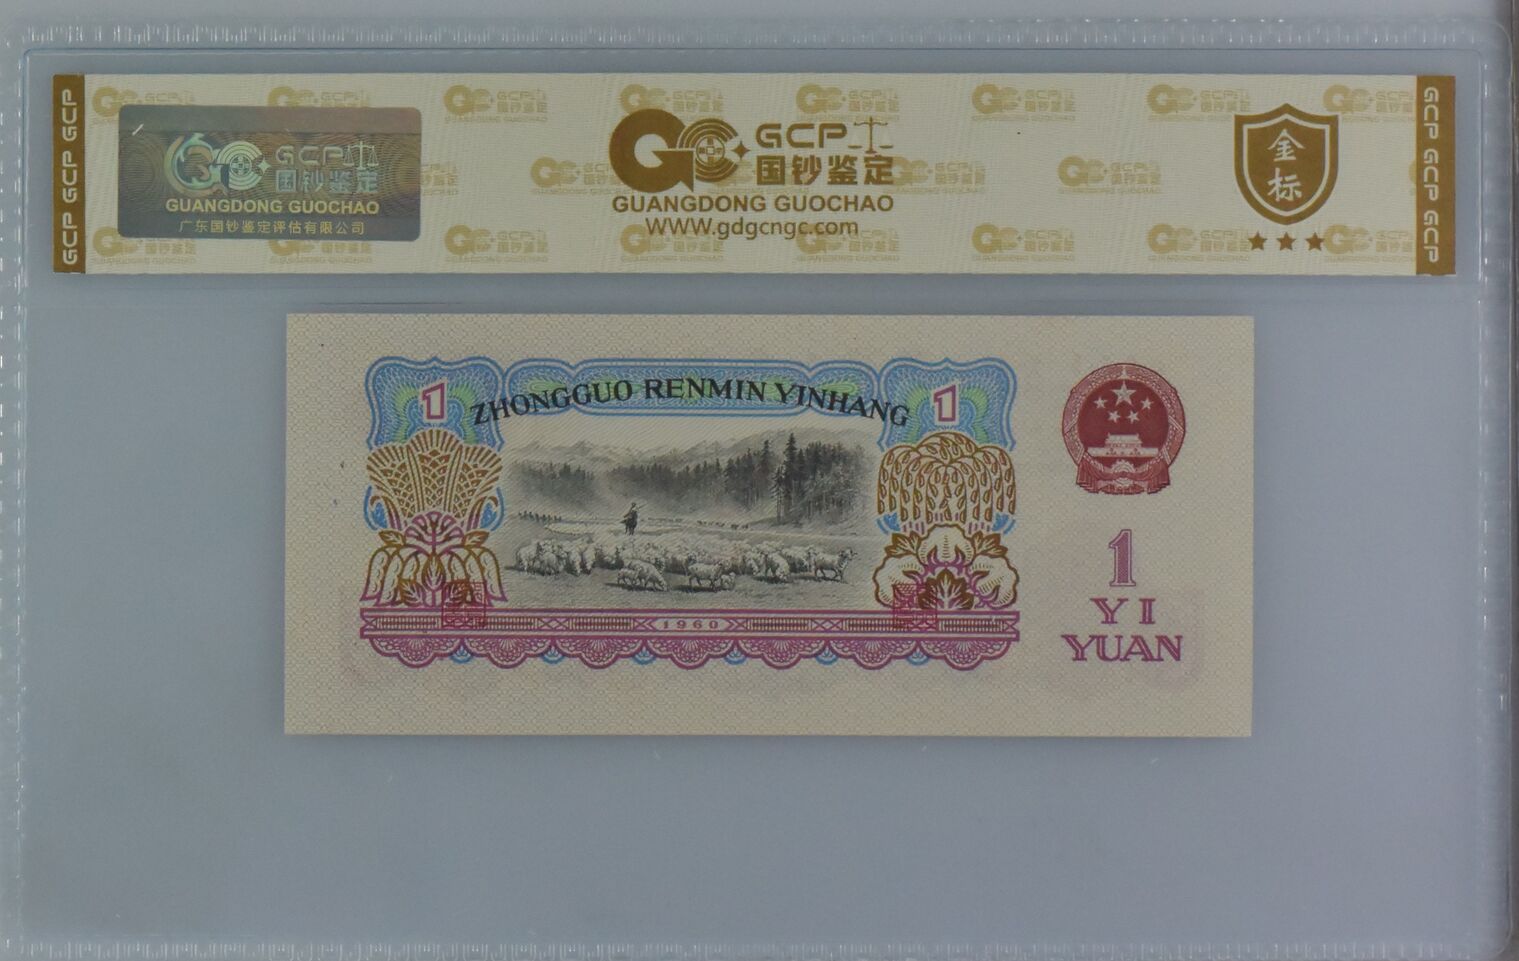 GCP GCP GCP
GCP
国钞鉴定
GUANGDONG GUOCHAO
广东国钞鉴定评估有限公司
GCP
国钞鉴定
GUANGDONG GUOCHAO
WWW.gdgcngc.com
金标
GCP GCP GCP
1
ZHONGGUO RENMIN YINHANG
1
1960
1
YI
YUAN